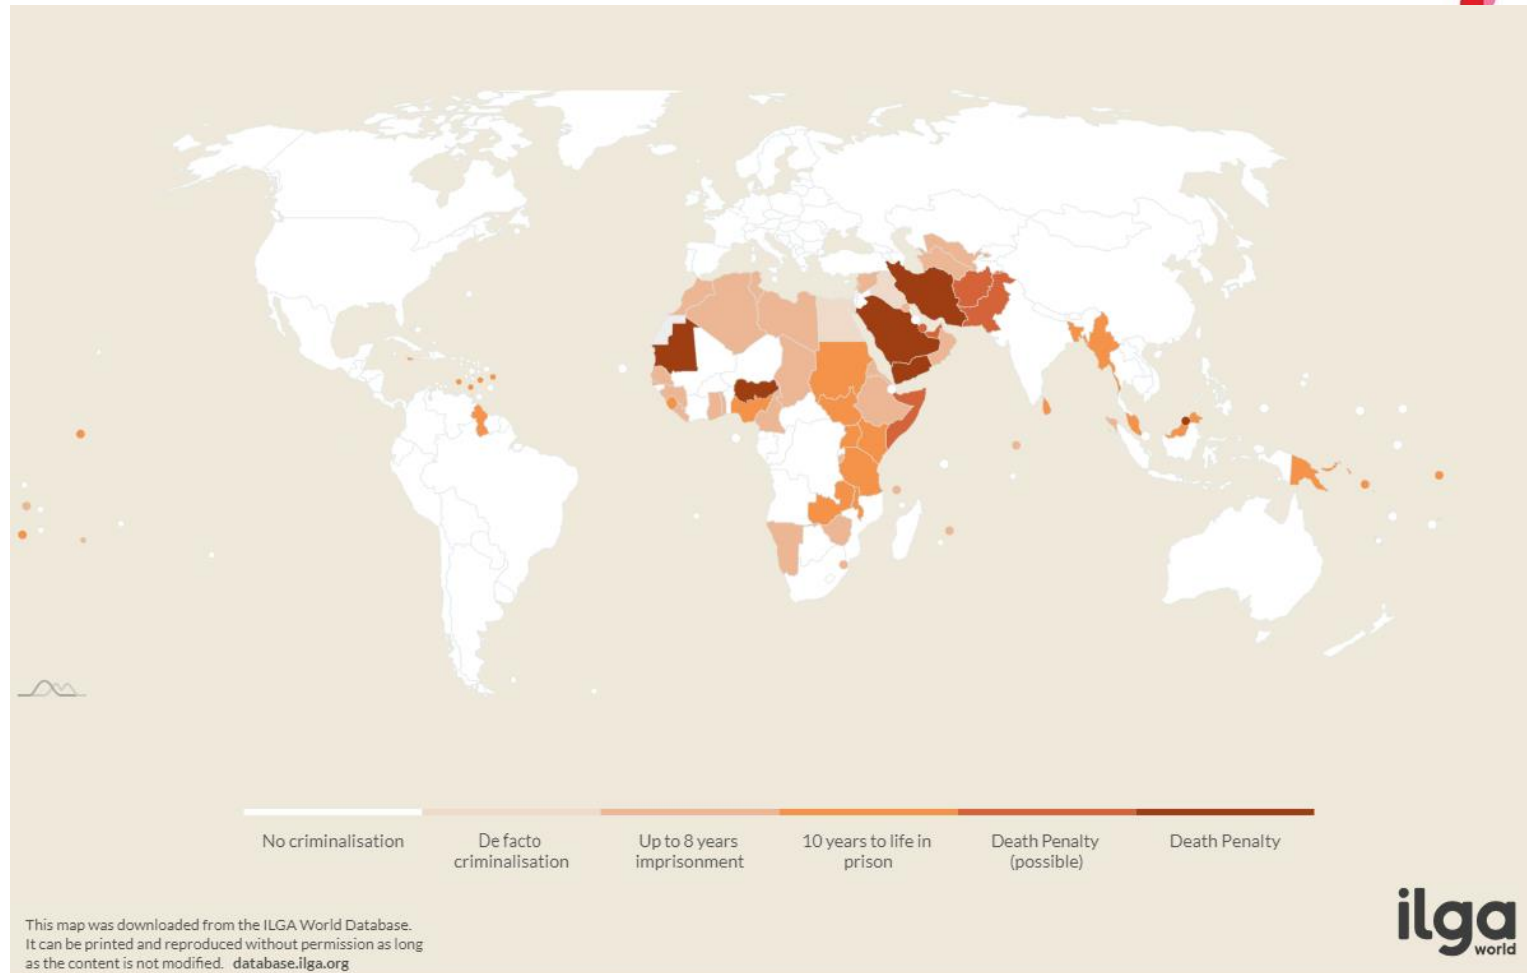 No criminalisation
De facto
criminalisation
Up to 8 years
imprisonment
10 years to life in
prison
Death Penalty
(possible)
Death Penalty
This map was downloaded from the ILGA World Database.
It can be printed and reproduced without permission as long
as the content is not modified. database.ilga.org
ilga
world